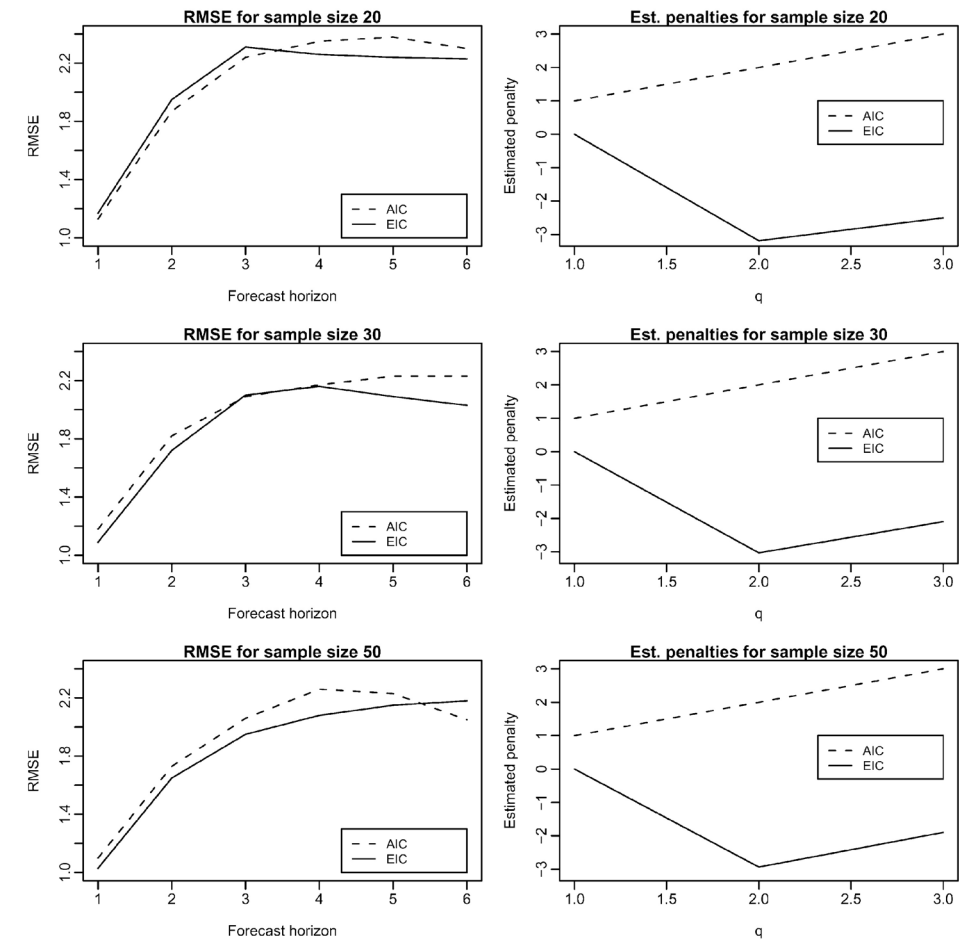 RMSE for sample size 20
RMSE
2.2
1.8
1.4
1.0
AIC
EIC
1 2 3 4 5 6
Forecast horizon
Est. penalties for sample size 20
Estimated penalty
3
2
1
0
−1
−2
−3
AIC
EIC
1.0 1.5 2.0 2.5 3.0
q
RMSE for sample size 30
RMSE
2.2
1.8
1.4
1.0
AIC
EIC
1 2 3 4 5 6
Forecast horizon
Est. penalties for sample size 30
Estimated penalty
3
2
1
0
−1
−2
−3
AIC
EIC
1.0 1.5 2.0 2.5 3.0
q
RMSE for sample size 50
RMSE
2.2
1.8
1.4
1.0
AIC
EIC
1 2 3 4 5 6
Forecast horizon
Est. penalties for sample size 50
Estimated penalty
3
2
1
0
−1
−2
−3
AIC
EIC
1.0 1.5 2.0 2.5 3.0
q